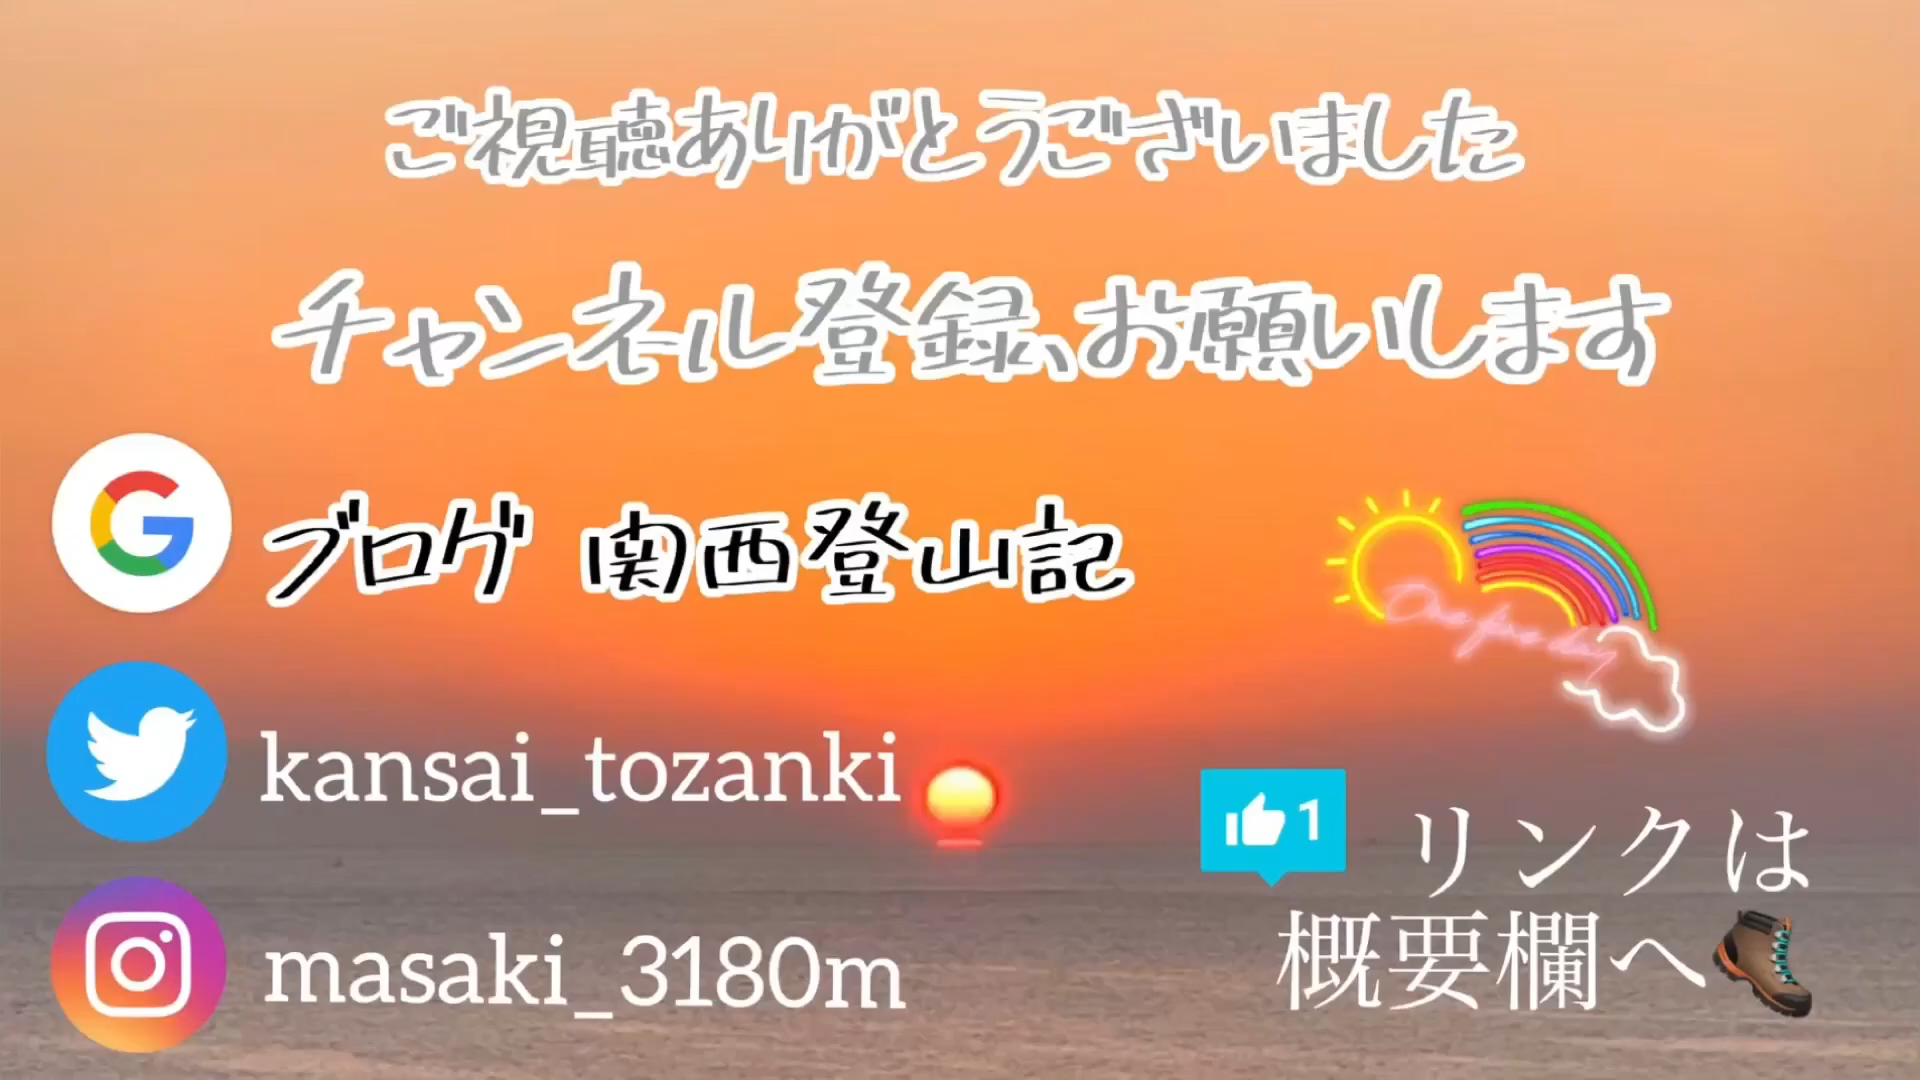 ご視聴ありがとうございました
チャンネル登録、お願いします
ブログ 関西登山記
kansai_tozanki
1
リンクは
概要欄へ
masaki_3180m